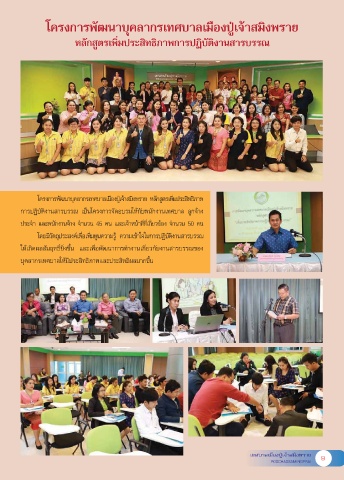 โครงการพัฒนาบุคลากรเทศบาลเมืองปู่เจ้าสมิงพราย
หลักสูตรเพิ่มประสิทธิภาพการปฏิบัติงานสารบรรณ
โครงการพัฒนาบุคลากรเทศบาลเมืองปู่เจ้าสมิงพราย หลักสูตรเพิ่มประสิทธิภาพ
การปฏิบัติงานสารบรรณ เป็นโครงการจัดอบรมให้กับพนักงานเทศบาล ลูกจ้าง
ประจำ และพนักงานจ้าง จำนวน 45 คน และเจ้าหน้าที่ที่เกี่ยวข้อง จำนวน 50 คน
โดยมีวัตถุประสงค์เพื่อเพิ่มพูนความรู้ ความเข้าใจในการปฏิบัติงานสารบรรณ
ให้เกิดผลสัมฤทธิ์ยิ่งขึ้น และเพื่อพัฒนาการทำงานเกี่ยวกับงานสารบรรณของ
บุคลากรเทศบาลให้มีประสิทธิภาพและประสิทธิผลมากขึ้น
เทศบาลเมืองปู่เจ้าสมิงพราย